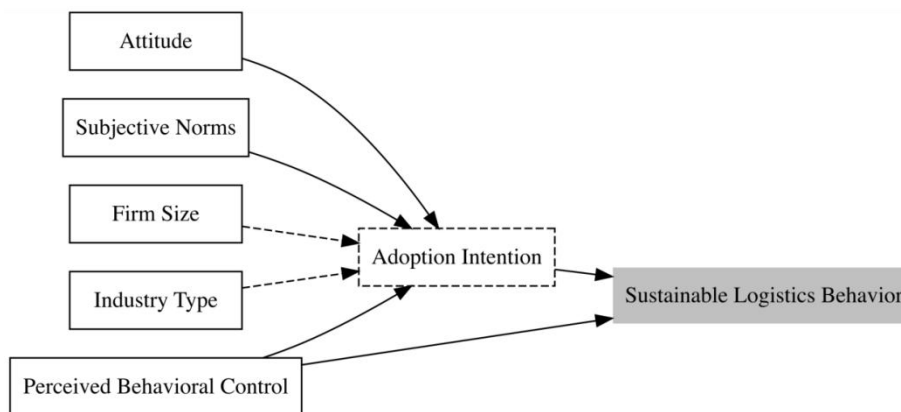 Attitude
Subjective Norms
Firm Size
Industry Type
Perceived Behavioral Control
Adoption Intention
Sustainable Logistics Behavior